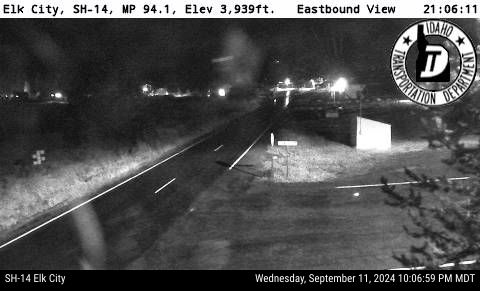 Elk City, SH-14, MP 94.1, Elev 3,939ft. Eastbound View 21:06:11
IDAHO
TRANSPORTATION DEPARTMENT
SH-14 Elk City Wednesday, September 11, 2024 10:06:59 PM MDT